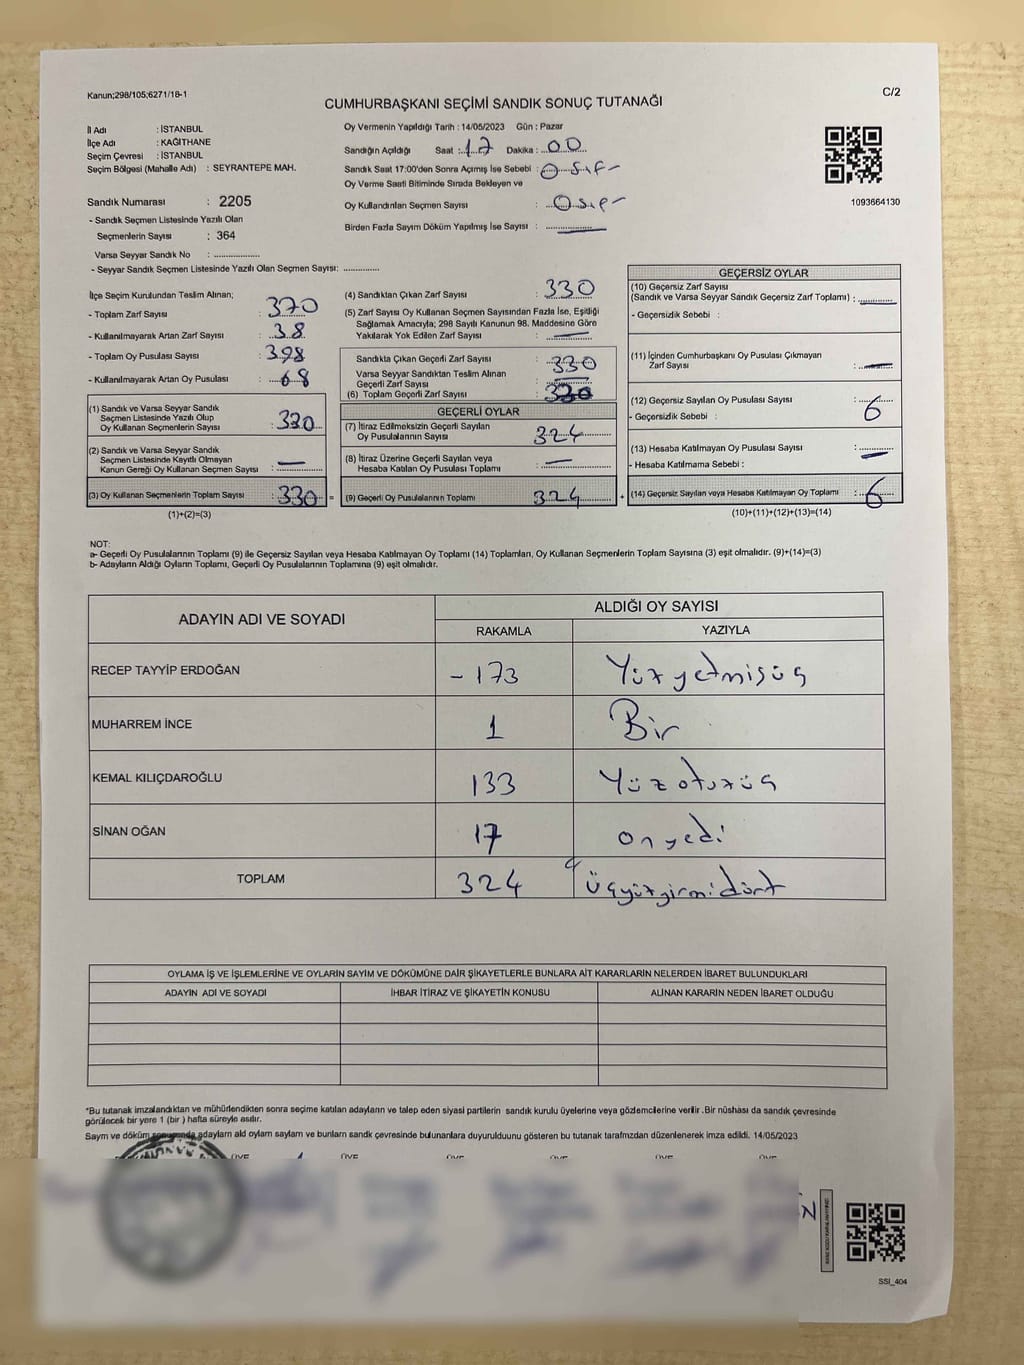 Kanun;298/105;6271/18-1
C/2
CUMHURBAŞKANI SEÇİMİ SANDIK SONUÇ TUTANAĞI
İl Adı : İSTANBUL
İlçe Adı : KAĞITHANE
Seçim Çevresi : İSTANBUL
Seçim Bölgesi (Mahalle Adı) : SEYRANTEPE MAH.
Sandık Numarası : 2205
- Sandık Seçmen Listesinde Yazılı Olan
Seçmenlerin Sayısı : 364
Varsa Seyyar Sandık No : ...............
- Seyyar Sandık Seçmen Listesinde Yazılı Olan Seçmen Sayısı: ............
Oy Vermenin Yapıldığı Tarih : 14/05/2023 Gün : Pazar
Sandığın Açıldığı Saat : 17 Dakika : 00
Sandık Saat 17:00'den Sonra Açmış İse Sebebi : 0 sıfır
Oy Verme Saati Bitiminde Sırada Bekleyen ve
Oy Kullandırılan Seçmen Sayısı : 0 sıfır
Birden Fazla Sayım Döküm Yapılmış İse Sayısı : —
1093664130
İlçe Seçim Kurulundan Teslim Alınan;
- Toplam Zarf Sayısı : 370
- Kullanılmayarak Artan Zarf Sayısı : 38
- Toplam Oy Pusulası Sayısı : 398
- Kullanılmayarak Artan Oy Pusulası : 68
(1) Sandık ve Varsa Seyyar Sandık
Seçmen Listesinde Yazılı Olup
Oy Kullanan Seçmenlerin Sayısı : 330
(2) Sandık ve Varsa Seyyar Sandık
Seçmen Listesinde Kayıtlı Olmayan
Kanun Gereği Oy Kullanan Seçmen Sayısı : —
(3) Oy Kullanan Seçmenlerin Toplam Sayısı : 330 =
(1)+(2)=(3)
(4) Sandıktan Çıkan Zarf Sayısı : 330
(5) Zarf Sayısı Oy Kullanan Seçmen Sayısından Fazla İse, Eşitliği
Sağlamak Amacıyla; 298 Sayılı Kanunun 98. Maddesine Göre
Yakılarak Yok Edilen Zarf Sayısı : —
Sandıkta Çıkan Geçerli Zarf Sayısı : 330
Varsa Seyyar Sandıktan Teslim Alınan
Geçerli Zarf Sayısı : —
(6) Toplam Geçerli Zarf Sayısı : 330
GEÇERLİ OYLAR
(7) İtiraz Edilmeksizin Geçerli Sayılan
Oy Pusulalarının Sayısı : 324
(8) İtiraz Üzerine Geçerli Sayılan veya
Hesaba Katılan Oy Pusulası Toplamı : —
(9) Geçerli Oy Pusulalarının Toplamı : 324 +
GEÇERSİZ OYLAR
(10) Geçersiz Zarf Sayısı
(Sandık ve Varsa Seyyar Sandık Geçersiz Zarf Toplamı) : —
- Geçersizlik Sebebi :
(11) İçinden Cumhurbaşkanı Oy Pusulası Çıkmayan
Zarf Sayısı : —
(12) Geçersiz Sayılan Oy Pusulası Sayısı : 6
- Geçersizlik Sebebi :
(13) Hesaba Katılmayan Oy Pusulası Sayısı : —
- Hesaba Katılmama Sebebi :
(14) Geçersiz Sayılan veya Hesaba Katılmayan Oy Toplamı : 6
(10)+(11)+(12)+(13)=(14)
NOT:
a- Geçerli Oy Pusulalarının Toplamı (9) ile Geçersiz Sayılan veya Hesaba Katılmayan Oy Toplamı (14) Toplamları, Oy Kullanan Seçmenlerin Toplam Sayısına (3) eşit olmalıdır. (9)+(14)=(3)
b- Adayların Aldığı Oyların Toplamı, Geçerli Oy Pusulalarının Toplamına (9) eşit olmalıdır.
ADAYIN ADI VE SOYADI
ALDIĞI OY SAYISI
RAKAMLA YAZIYLA
RECEP TAYYİP ERDOĞAN - 173 Yüzyetmişüç
MUHARREM İNCE 1 Bir
KEMAL KILIÇDAROĞLU 133 Yüzotuzüç
SİNAN OĞAN 17 onyedi
TOPLAM 324 Üçyüzyirmidört
OYLAMA İŞ VE İŞLEMLERİNE VE OYLARIN SAYIM VE DÖKÜMÜNE DAİR ŞİKAYETLERLE BUNLARA AİT KARARLARIN NELERDEN İBARET BULUNDUKLARI
ADAYIN ADI VE SOYADI İHBAR İTİRAZ VE ŞİKAYETİN KONUSU ALINAN KARARIN NEDEN İBARET OLDUĞU
*Bu tutanak imzalandıktan ve mühürlendikten sonra seçime katılan adayların ve talep eden siyasi partilerin sandık kurulu üyelerine veya gözlemcilerine verilir .Bir nüshası da sandık çevresinde
görülecek bir yere 1 (bir ) hafta süreyle asılır.
Sayım ve döküm sonucunda adayların ald oyların sayların ve bunların sandk çevresinde bulunanlara duyurulduunu gösteren bu tutanak tarafmzdan düzenlenerek imza edildi. 14/05/2023
ÜYE ÜYE ÜYE ÜYE ÜYE ÜYE
SSI_404